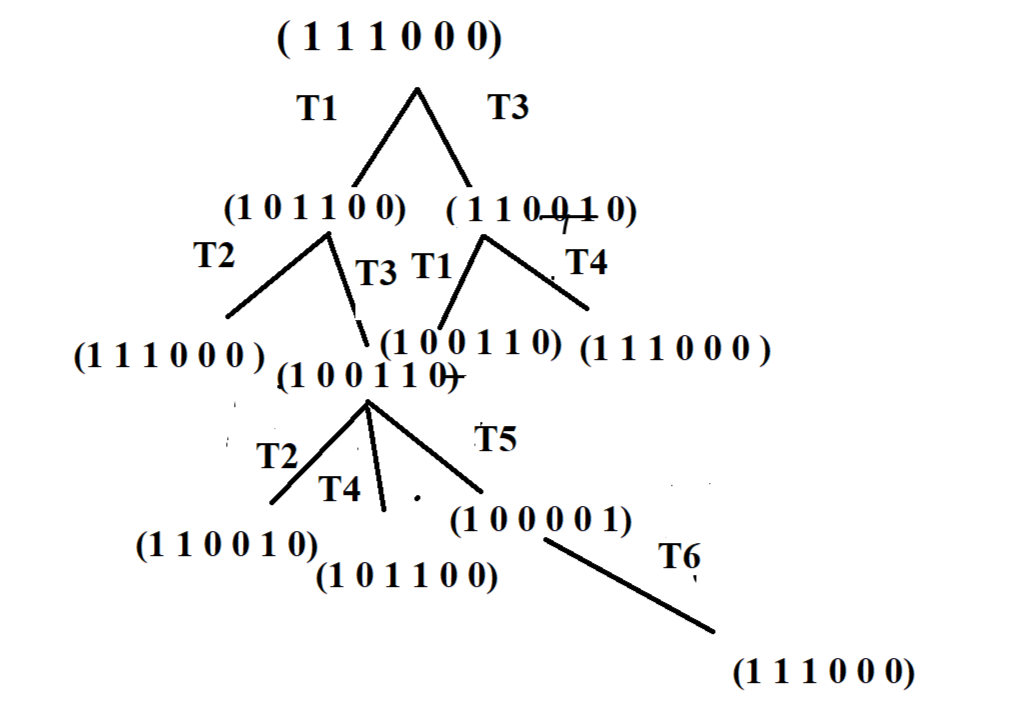 ( 1 1 1 0 0 0)
T1 T3
(1 0 1 1 0 0) ( 1 1 0 0 1 0)
T2 T3 T1 T4
(1 1 1 0 0 0 ) (1 0 0 1 1 0) (1 1 1 0 0 0 )
(1 0 0 1 1 0)
T2 T4 T5
(1 1 0 0 1 0) (1 0 0 0 0 1)
(1 0 1 1 0 0) T6
(1 1 1 0 0 0)